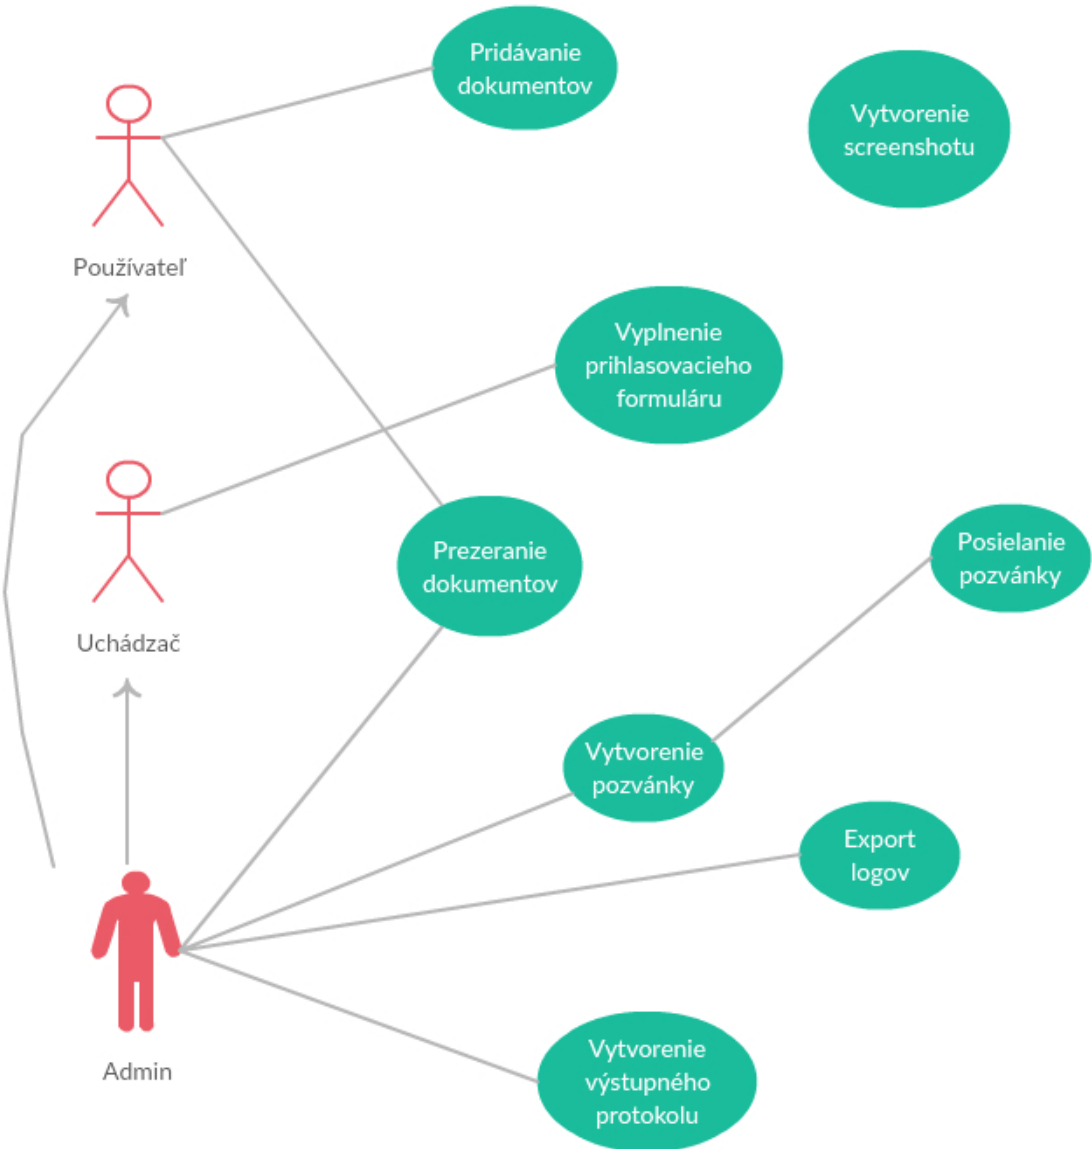 Pridávanie
dokumentov
Vytvorenie
screenshotu
Používateľ
Vyplnenie
prihlasovacieho
formuláru
Prezeranie
dokumentov
Posielanie
pozvánky
Uchádzač
Vytvorenie
pozvánky
Export
logov
Vytvorenie
výstupného
protokolu
Admin